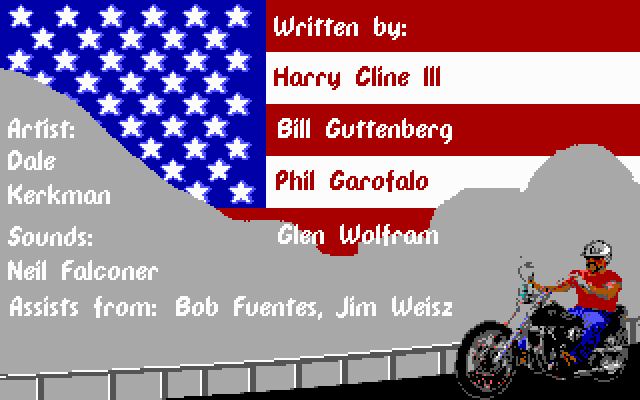 Written by:
Harry Cline III
Bill Guttenberg
Phil Garofalo
Glen Wolfram
Artist:
Dale
Kerkman
Sounds:
Neil Falconer
Assists from: Bob Fuentes, Jim Weisz